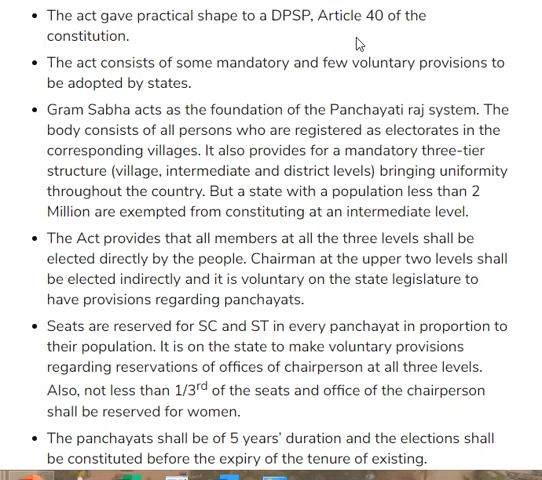 The act gave practical shape to a DPSP, Article 40 of the
constitution.
The act consists of some mandatory and few voluntary provisions to
be adopted by states.
Gram Sabha acts as the foundation of the Panchayati raj system. The
body consists of all persons who are registered as electorates in the
corresponding villages. It also provides for a mandatory three-tier
structure (village, intermediate and district levels) bringing uniformity
throughout the country. But a state with a population less than 2
Million are exempted from constituting at an intermediate level.
The Act provides that all members at all the three levels shall be
elected directly by the people. Chairman at the upper two levels shall
be elected indirectly and it is voluntary on the state legislature to
have provisions regarding panchayats.
Seats are reserved for SC and ST in every panchayat in proportion to
their population. It is on the state to make voluntary provisions
regarding reservations of offices of chairperson at all three levels.
Also, not less than 1/3rd of the seats and office of the chairperson
shall be reserved for women.
The panchayats shall be of 5 years' duration and the elections shall
be constituted before the expiry of the tenure of existing.